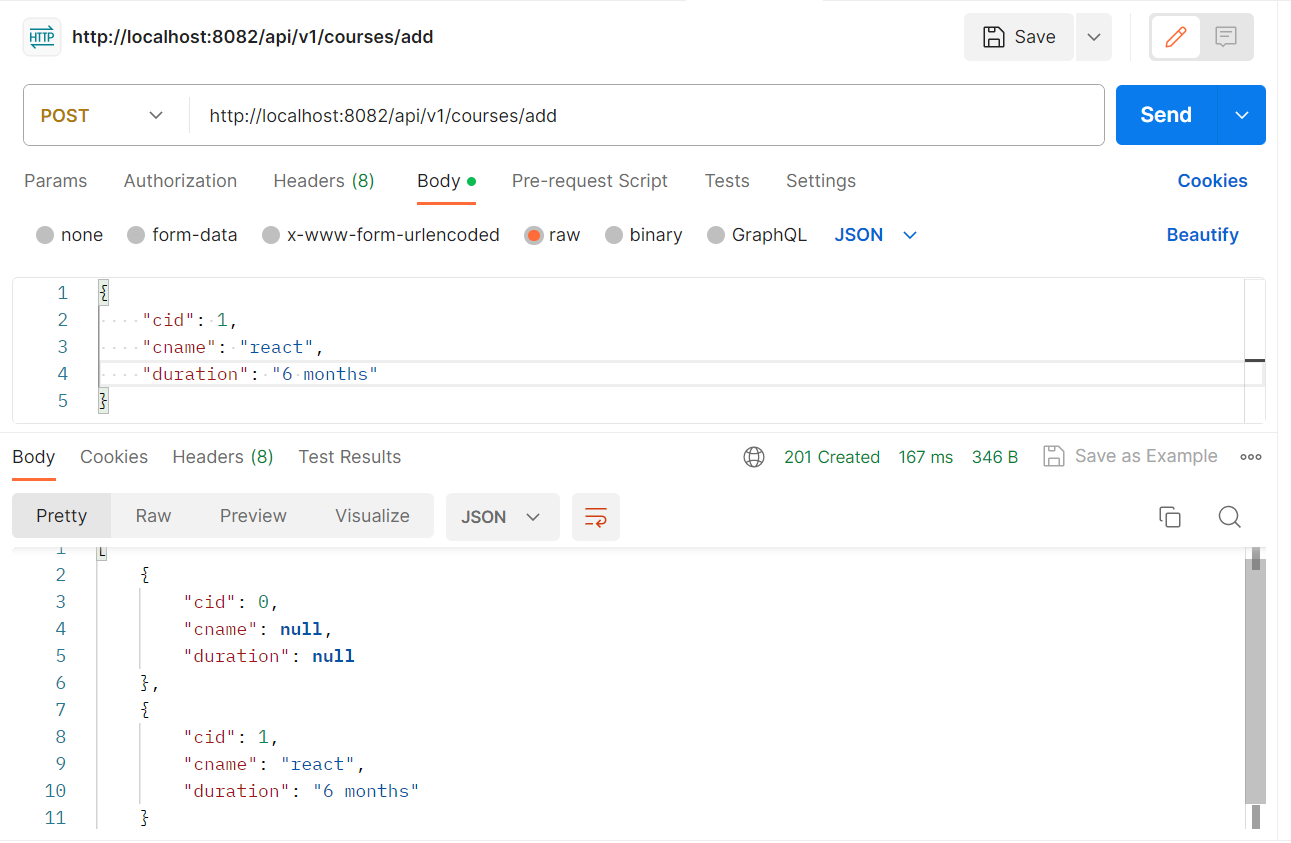 HTTP http://localhost:8082/api/v1/courses/add Save
POST http://localhost:8082/api/v1/courses/add Send
Params Authorization Headers (8) Body Pre-request Script Tests Settings Cookies
none form-data x-www-form-urlencoded raw binary GraphQL JSON Beautify
1 {
2 "cid": 1,
3 "cname": "react",
4 "duration": "6 months"
5 }
Body Cookies Headers (8) Test Results 201 Created 167 ms 346 B Save as Example
Pretty Raw Preview Visualize JSON
1 [
2 {
3 "cid": 0,
4 "cname": null,
5 "duration": null
6 },
7 {
8 "cid": 1,
9 "cname": "react",
10 "duration": "6 months"
11 }